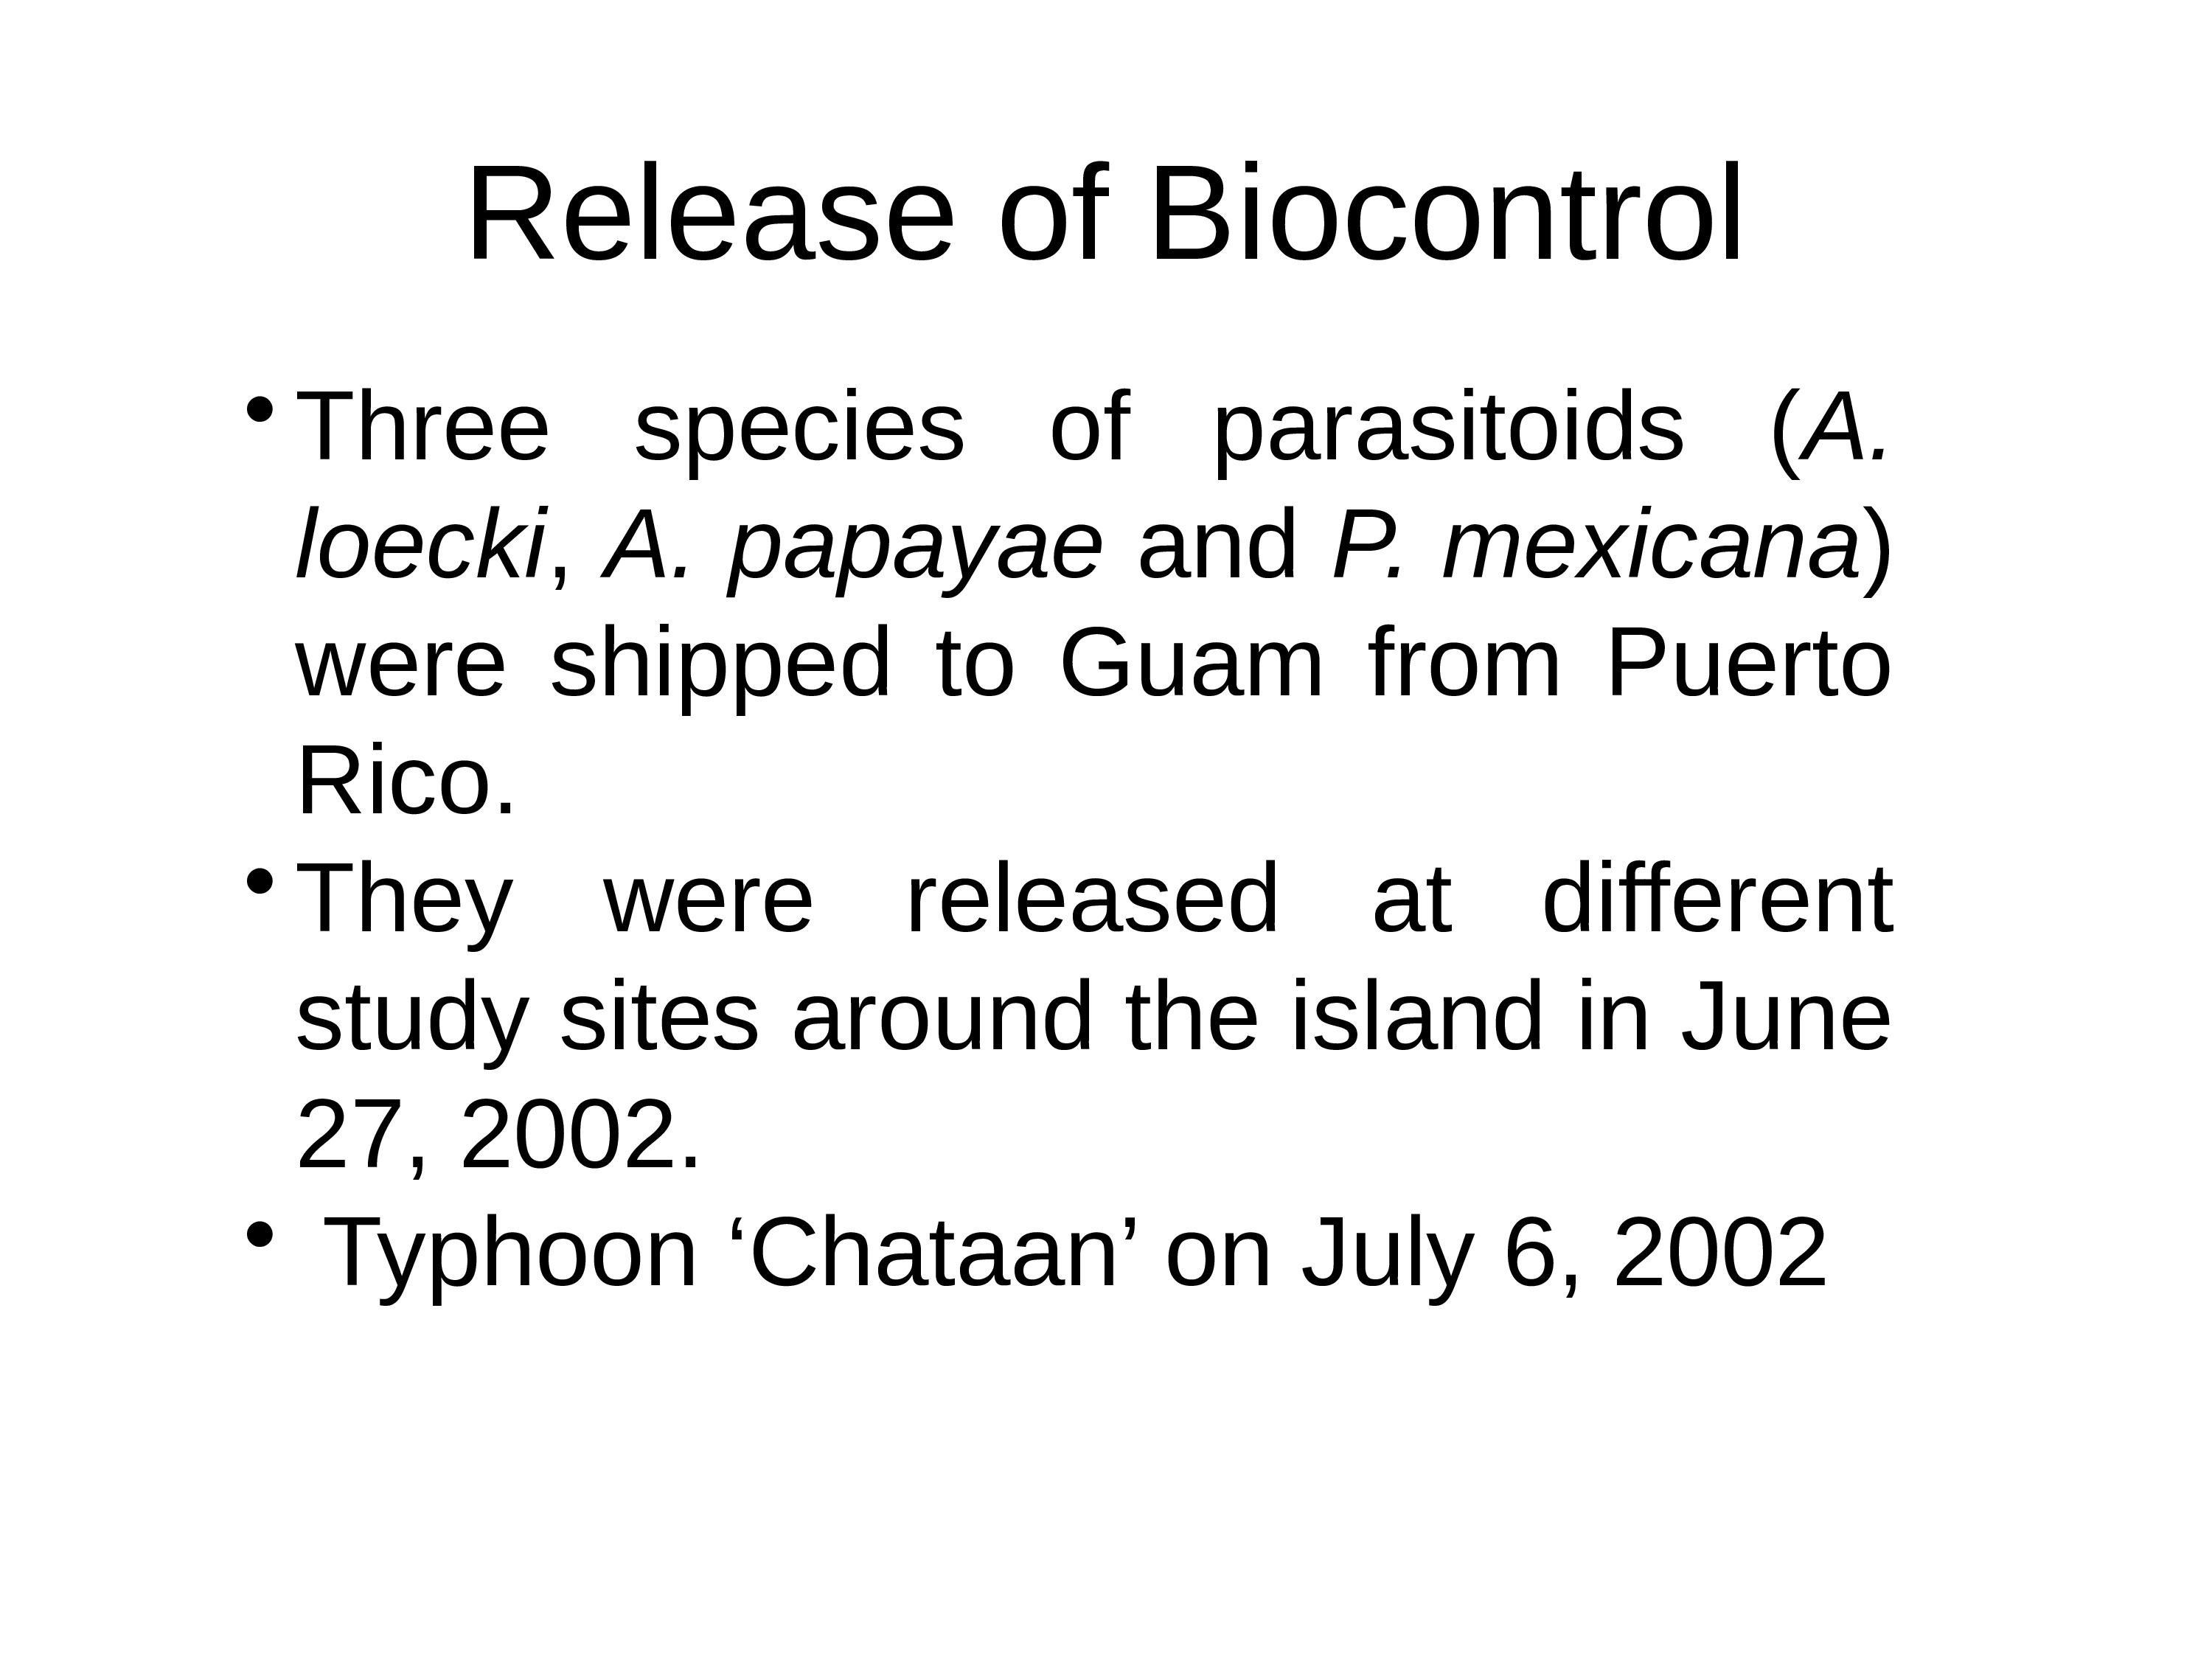 Release of Biocontrol
• Three species of parasitoids (A.
loecki, A. papayae and P. mexicana)
were shipped to Guam from Puerto
Rico.
• They were released at different
study sites around the island in June
27, 2002.
• Typhoon ‘Chataan’ on July 6, 2002